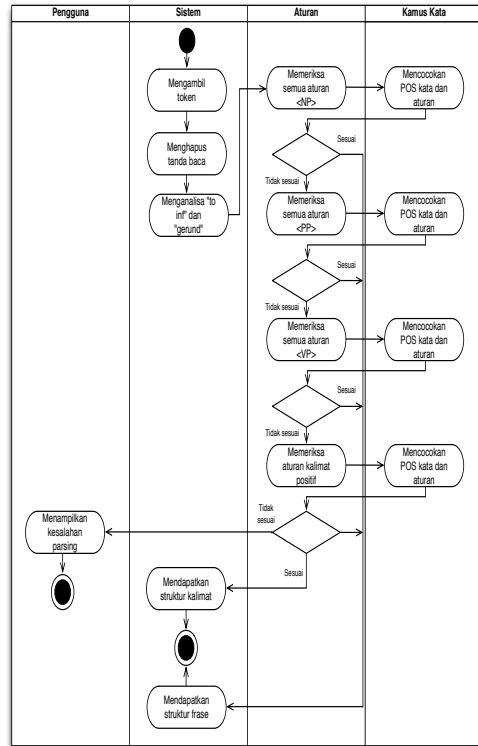 Pengguna
Sistem
Aturan
Kamus Kata
Mengambil
token
Memeriksa
semua aturan
<NP>
Mencocokan
POS kata dan
aturan
Menghapus
tanda baca
Sesuai
Tidak sesuai
Menganalisa "to
inf" dan
"gerund"
Memeriksa
semua aturan
<PP>
Mencocokan
POS kata dan
aturan
Sesuai
Tidak sesuai
Memeriksa
semua aturan
<VP>
Mencocokan
POS kata dan
aturan
Sesuai
Tidak sesuai
Memeriksa
aturan kalimat
positif
Mencocokan
POS kata dan
aturan
Tidak
sesuai
Menampilkan
kesalahan
parsing
Sesuai
Mendapatkan
struktur kalimat
Mendapatkan
struktur frase